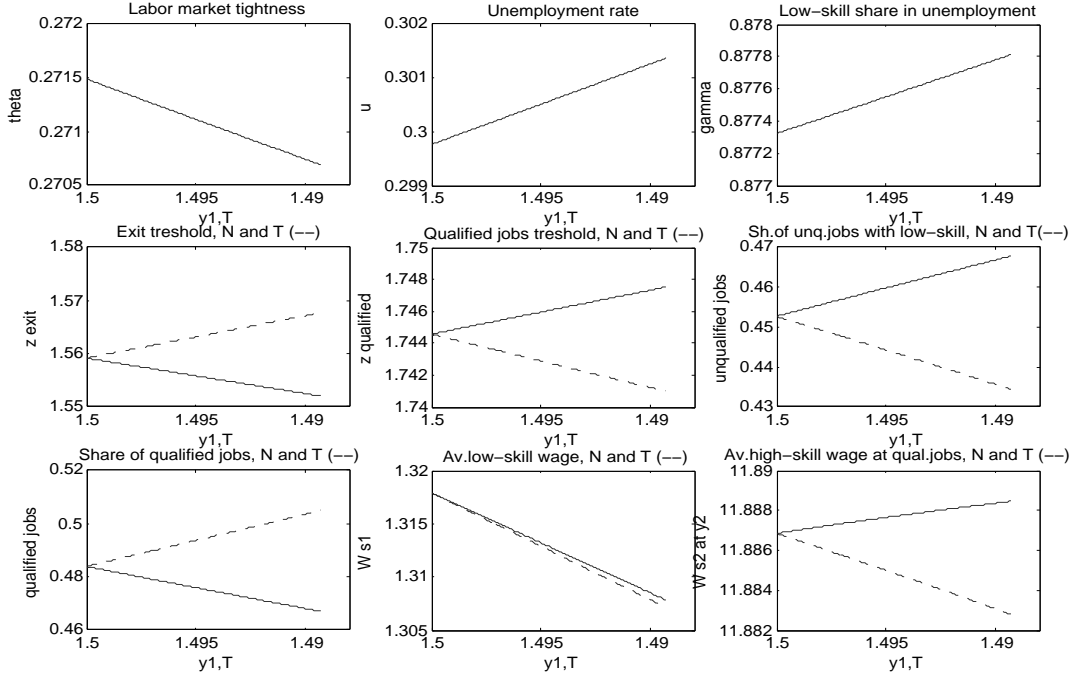 Labor market tightness
0.272
0.2715
0.271
0.2705
theta
1.5
1.495
1.49
y1,T
Unemployment rate
0.302
0.301
0.3
0.299
u
1.5
1.495
1.49
y1,T
Low−skill share in unemployment
0.878
0.8778
0.8776
0.8774
0.8772
0.877
gamma
1.5
1.495
1.49
y1,T
Exit treshold, N and T (−−)
1.58
1.57
1.56
1.55
z exit
1.5
1.495
1.49
y1,T
Qualified jobs treshold, N and T (−−)
1.75
1.748
1.746
1.744
1.742
1.74
z qualified
1.5
1.495
1.49
y1,T
Sh.of unq.jobs with low−skill, N and T(−−)
0.47
0.46
0.45
0.44
0.43
unqualified jobs
1.5
1.495
1.49
y1,T
Share of qualified jobs, N and T (−−)
0.52
0.5
0.48
0.46
qualified jobs
1.5
1.495
1.49
y1,T
Av.low−skill wage, N and T (−−)
1.32
1.315
1.31
1.305
W s1
1.5
1.495
1.49
y1,T
Av.high−skill wage at qual.jobs, N and T (−−)
11.89
11.888
11.886
11.884
11.882
W s2 at y2
1.5
1.495
1.49
y1,T